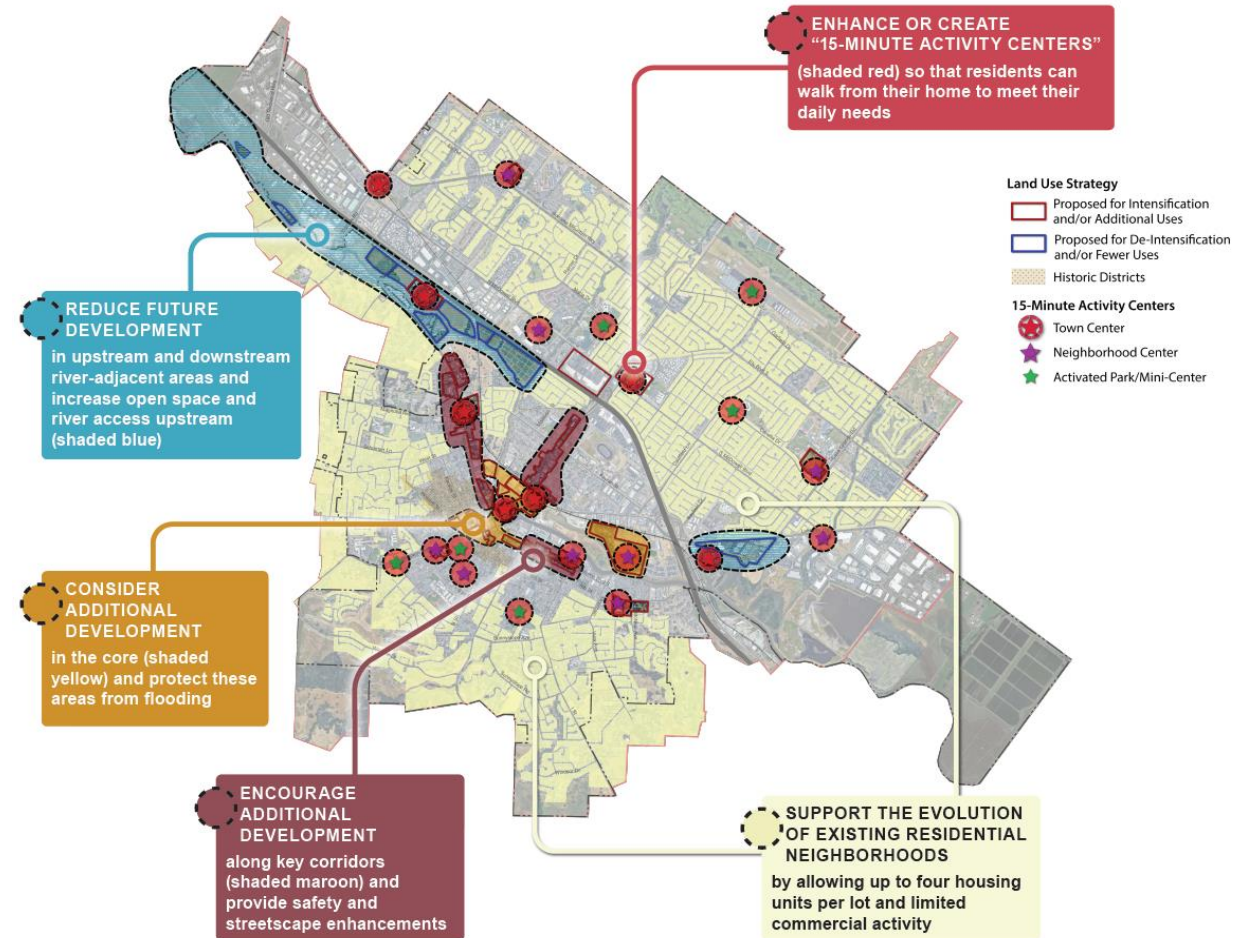 ENHANCE OR CREATE
“15-MINUTE ACTIVITY CENTERS”
(shaded red) so that residents can
walk from their home to meet their
daily needs
Land Use Strategy
Proposed for Intensification
and/or Additional Uses
Proposed for De-Intensification
and/or Fewer Uses
Historic Districts
15-Minute Activity Centers
Town Center
Neighborhood Center
Activated Park/Mini-Center
REDUCE FUTURE
DEVELOPMENT
in upstream and downstream
river-adjacent areas and
increase open space and
river access upstream
(shaded blue)
CONSIDER
ADDITIONAL
DEVELOPMENT
in the core (shaded
yellow) and protect these
areas from flooding
ENCOURAGE
ADDITIONAL
DEVELOPMENT
along key corridors
(shaded maroon) and
provide safety and
streetscape enhancements
SUPPORT THE EVOLUTION
OF EXISTING RESIDENTIAL
NEIGHBORHOODS
by allowing up to four housing
units per lot and limited
commercial activity